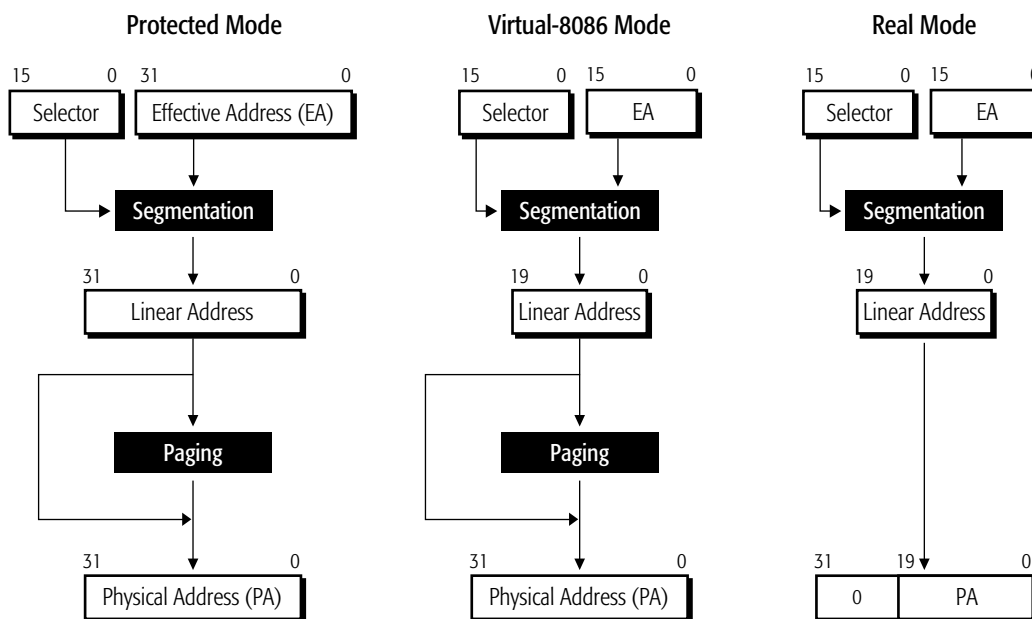 Protected Mode Virtual-8086 Mode Real Mode
15 0 31 0 15 0 15 0 15 0 15 0
Selector Effective Address (EA) Selector EA Selector EA
Segmentation Segmentation Segmentation
31 0 19 0 19 0
Linear Address Linear Address Linear Address
Paging Paging
31 0 31 0 31 19 0
Physical Address (PA) Physical Address (PA) 0 PA